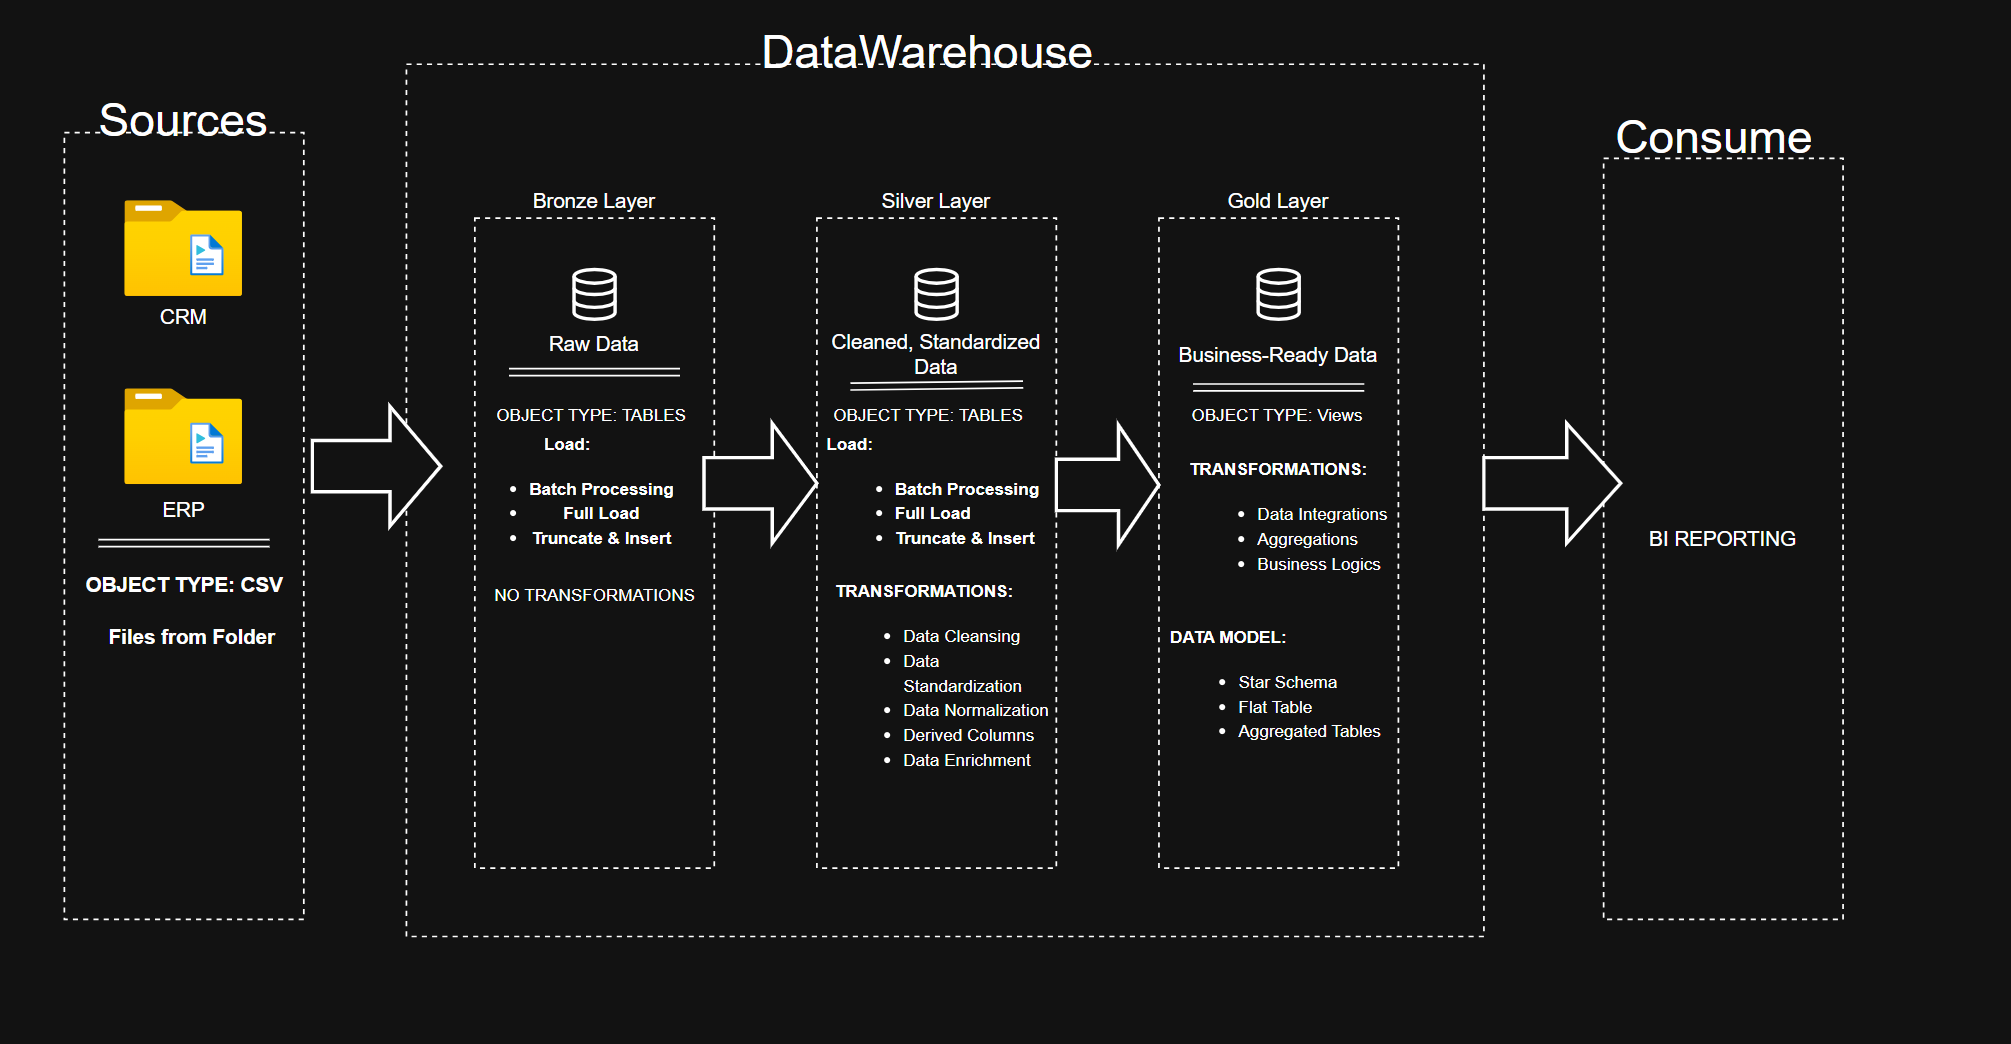 DataWarehouse
Sources
CRM
ERP
OBJECT TYPE: CSV
Files from Folder
Bronze Layer
Raw Data
OBJECT TYPE: TABLES
Load:
• Batch Processing
• Full Load
• Truncate & Insert
NO TRANSFORMATIONS
Silver Layer
Cleaned, Standardized
Data
OBJECT TYPE: TABLES
Load:
• Batch Processing
• Full Load
• Truncate & Insert
TRANSFORMATIONS:
• Data Cleansing
• Data
Standardization
• Data Normalization
• Derived Columns
• Data Enrichment
Gold Layer
Business-Ready Data
OBJECT TYPE: Views
TRANSFORMATIONS:
• Data Integrations
• Aggregations
• Business Logics
DATA MODEL:
• Star Schema
• Flat Table
• Aggregated Tables
Consume
BI REPORTING